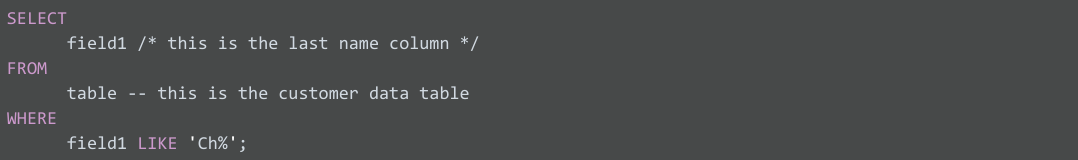 SELECT
field1 /* this is the last name column */
FROM
table -- this is the customer data table
WHERE
field1 LIKE 'Ch%';